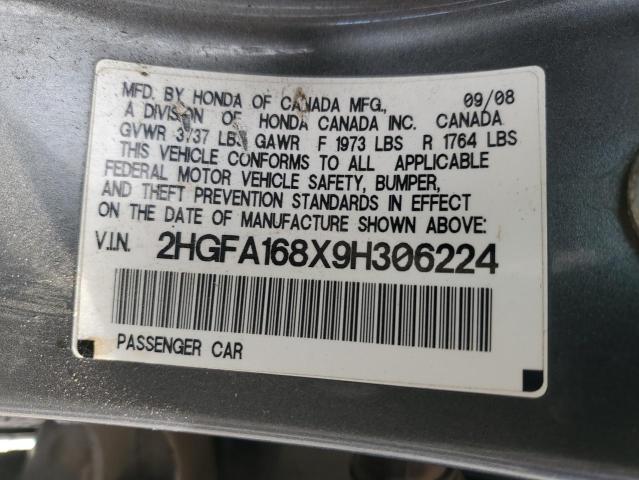 MFD. BY HONDA OF CANADA MFG., 09/08
A DIVISION OF HONDA CANADA INC. CANADA
GVWR 3737 LBS GAWR F 1973 LBS R 1764 LBS
THIS VEHICLE CONFORMS TO ALL APPLICABLE
FEDERAL MOTOR VEHICLE SAFETY, BUMPER,
AND THEFT PREVENTION STANDARDS IN EFFECT
ON THE DATE OF MANUFACTURE SHOWN ABOVE:
V.I.N. 2HGFA168X9H306224
PASSENGER CAR